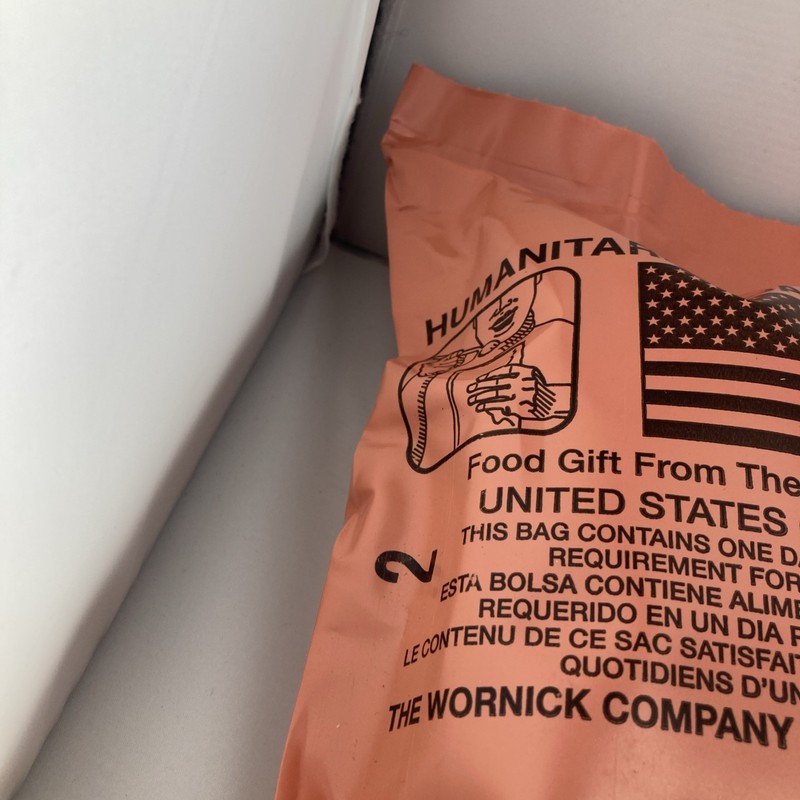 HUMANITAR
Food Gift From The
UNITED STATES
THIS BAG CONTAINS ONE DA
REQUIREMENT FOR
2
ESTA BOLSA CONTIENE ALIME
REQUERIDO EN UN DIA P
LE CONTENU DE CE SAC SATISFAIT
QUOTIDIENS D'UN
THE WORNICK COMPANY